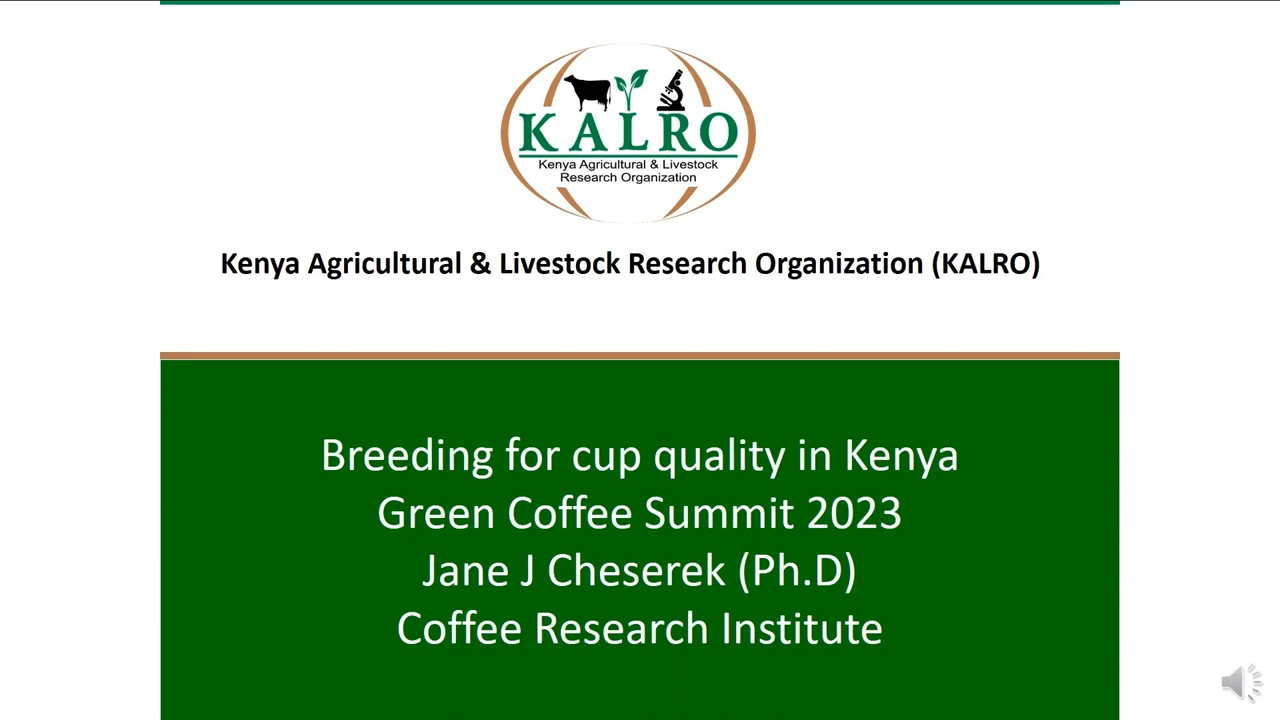 KALRO
Kenya Agricultural & Livestock
Research Organization
Kenya Agricultural & Livestock Research Organization (KALRO)
Breeding for cup quality in Kenya
Green Coffee Summit 2023
Jane J Cheserek (Ph.D)
Coffee Research Institute